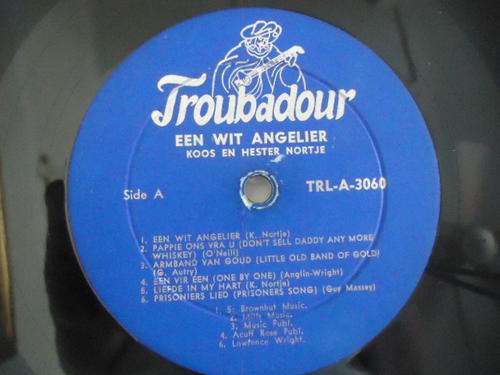 Troubadour
EEN WIT ANGELIER
KOOS EN HESTER NORTJE
Side A
TRL-A-3060
1. EEN WIT ANGELIER (K. Nortje)
2. PAPPIE ONS VRA U (DON'T SELL DADDY ANY MORE
WHISKEY) (O'Neill)
3. ARMBAND VAN GOUD (LITTLE OLD BAND OF GOLD)
(G. Autry)
4. EEN VIR EEN (ONE BY ONE) (Anglin-Wright)
5. LIEFDE IN MY HART (K. Nortje)
6. PRISONIERS LIED (PRISONERS SONG) (Guy Massey)
1. 5: Brownhut Music.
2. Music.
3. Music Publ.
4. Acuff Rose Publ.
6. Lawrence Wright.